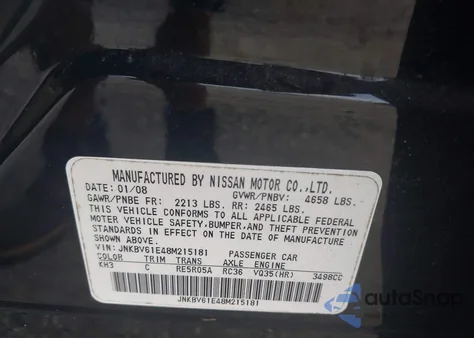 MANUFACTURED BY NISSAN MOTOR CO.,LTD.
DATE: 01/08 GVWR/PNBV: 4658 LBS.
GAWR/PNBE FR: 2213 LBS. RR: 2465 LBS.
THIS VEHICLE CONFORMS TO ALL APPLICABLE FEDERAL
MOTOR VEHICLE SAFETY,BUMPER,AND THEFT PREVENTION
STANDARDS IN EFFECT ON THE DATE OF
MANUFACTURE SHOWN ABOVE.
VIN: JNKBV61E48M215181 PASSENGER CAR
COLOR TRIM TRANS AXLE ENGINE
KH3 C RE5R05A RC36 VQ35(HR) 3498CC
JNKBV61E48M215181
autoSnap